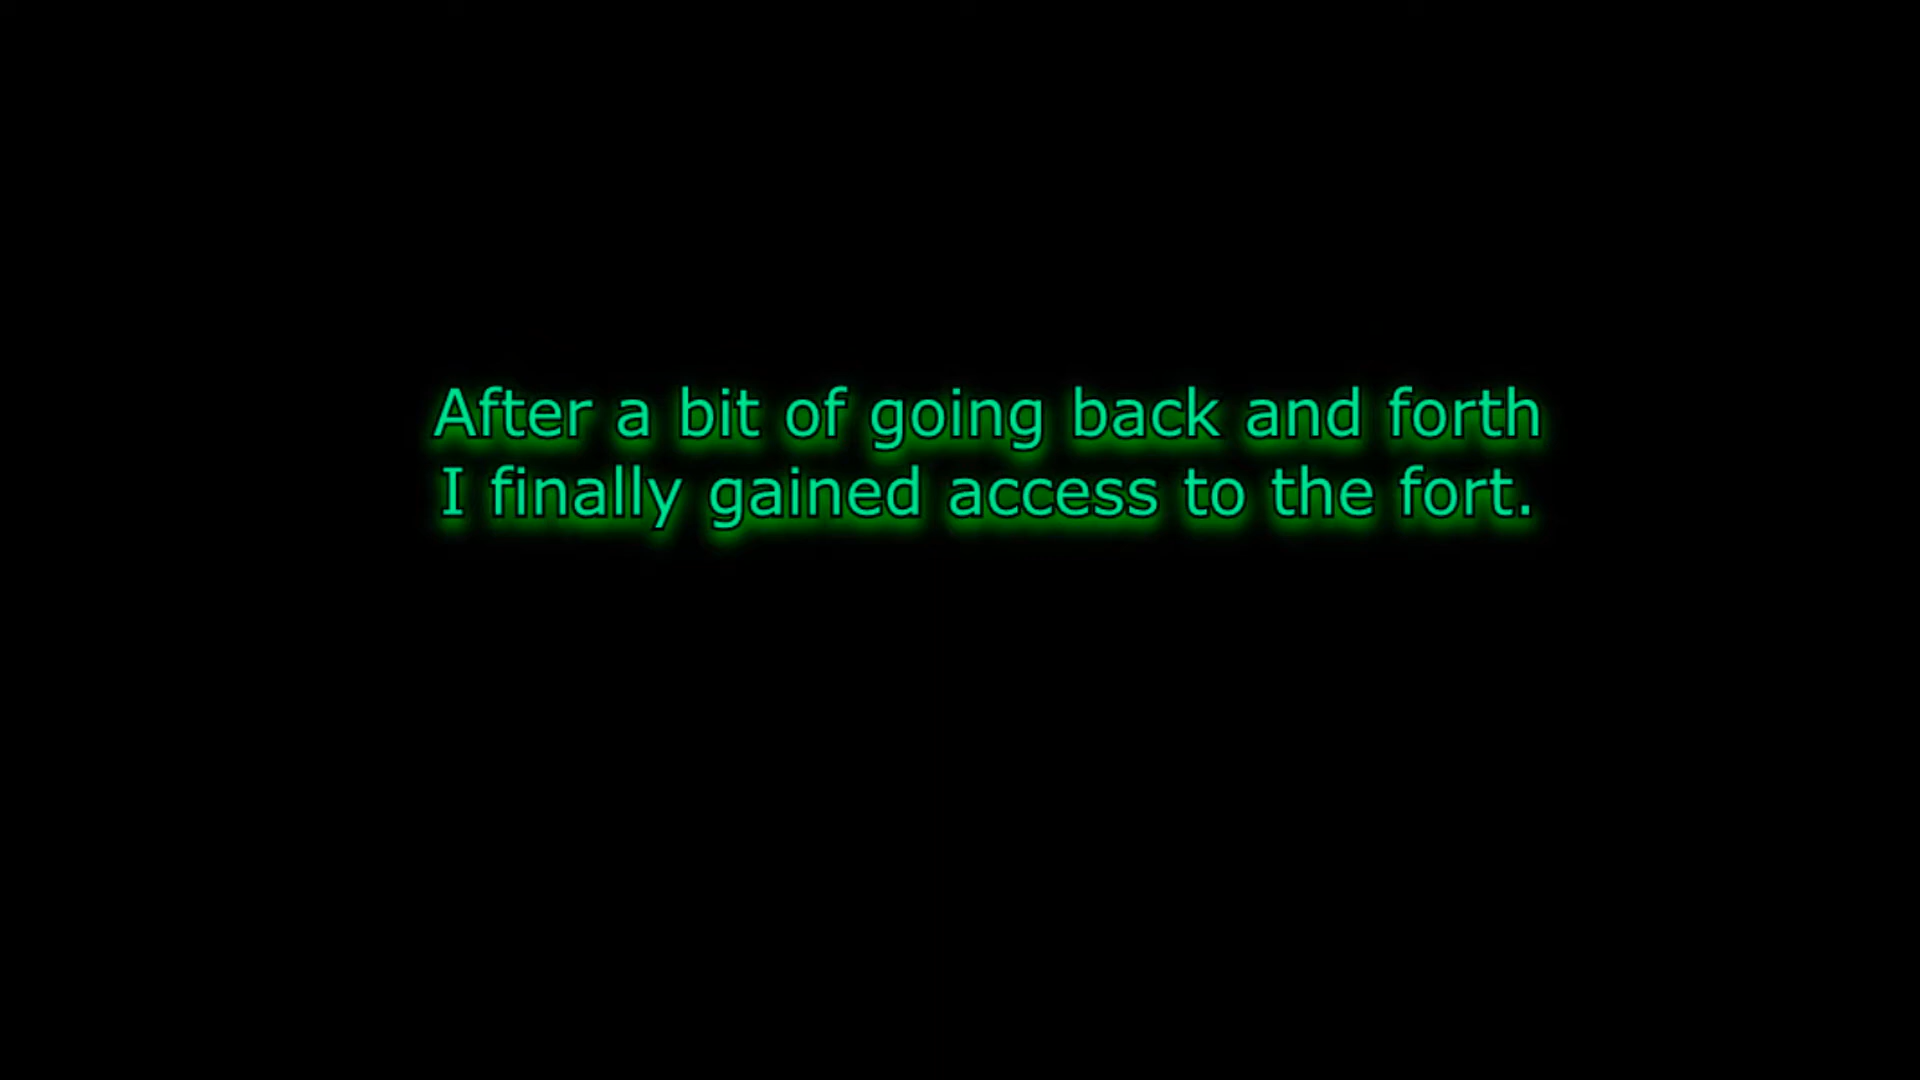 After a bit of going back and forth
I finally gained access to the fort.